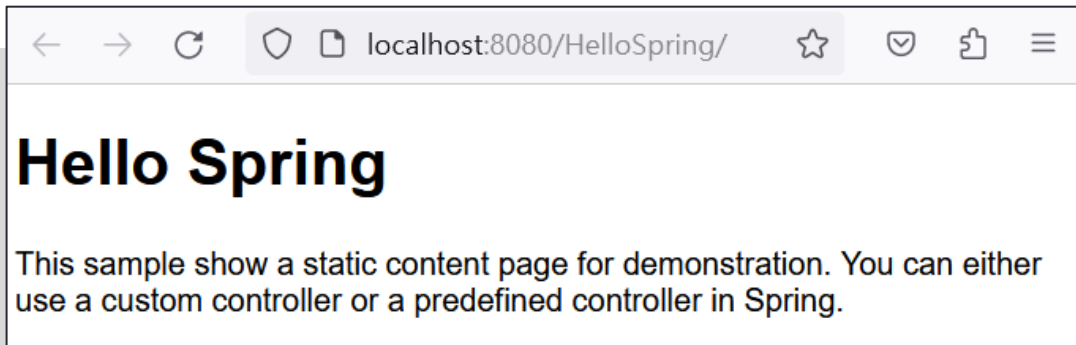 localhost:8080/HelloSpring/
Hello Spring
This sample show a static content page for demonstration. You can either
use a custom controller or a predefined controller in Spring.